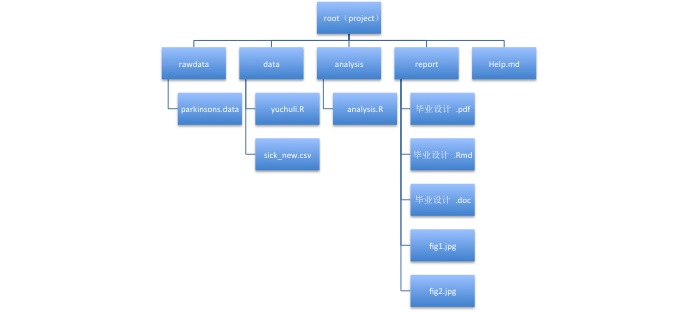 root（project）
rawdata
data
analysis
report
Help.md
parkinsons.data
yuchuli.R
analysis.R
毕业设计 .pdf
sick_new.csv
毕业设计 .Rmd
毕业设计 .doc
fig1.jpg
fig2.jpg